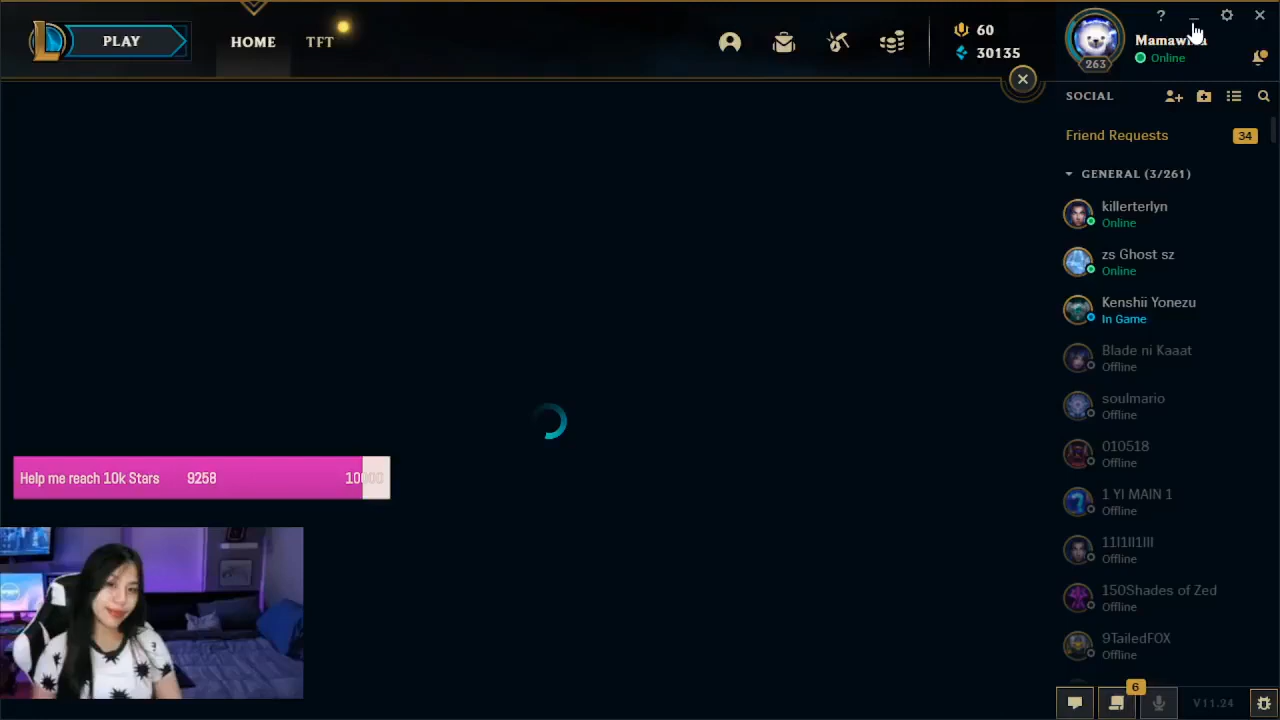 PLAY
HOME
TFT
60
30135
?
263
Online
SOCIAL
Friend Requests
34
GENERAL (3/261)
killerterlyn
Online
zs Ghost sz
Online
Kenshii Yonezu
In Game
Blade ni Kaaat
Offline
soulmario
Offline
010518
Offline
1 YI MAIN 1
Offline
Offline
150Shades of Zed
Offline
9TailedFOX
Offline
Help me reach 10k Stars 9258 10000
6
V11.24